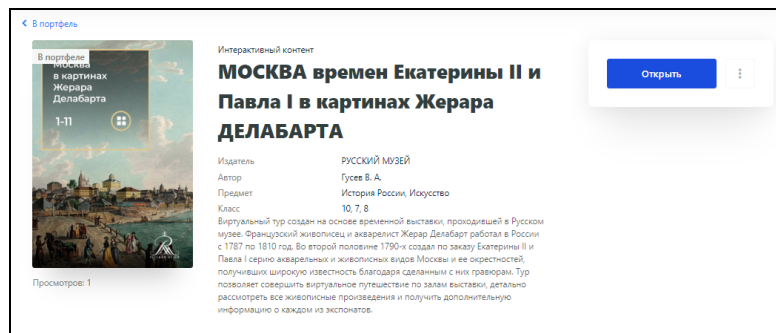 В портфель
В портфеле
Москва
в картинах
Жерара
Делабарта
1-11
Просмотров: 1
Интерактивный контент
МОСКВА времен Екатерины II и
Павла I в картинах Жерара
ДЕЛАБАРТА
Издатель РУССКИЙ МУЗЕЙ
Автор Гусев В. А.
Предмет История России, Искусство
Класс 10, 7, 8
Виртуальный тур создан на основе временной выставки, проходившей в Русском
музее. Французский живописец и акварелист Жерар Делабарт работал в России
с 1787 по 1810 год. Во второй половине 1790-х создал по заказу Екатерины II и
Павла I серию акварельных и живописных видов Москвы и ее окрестностей,
получивших широкую известность благодаря сделанным с них гравюрам. Тур
позволяет совершить виртуальное путешествие по залам выставки, детально
рассмотреть все живописные произведения и получить дополнительную
информацию о каждом из экспонатов.
Открыть